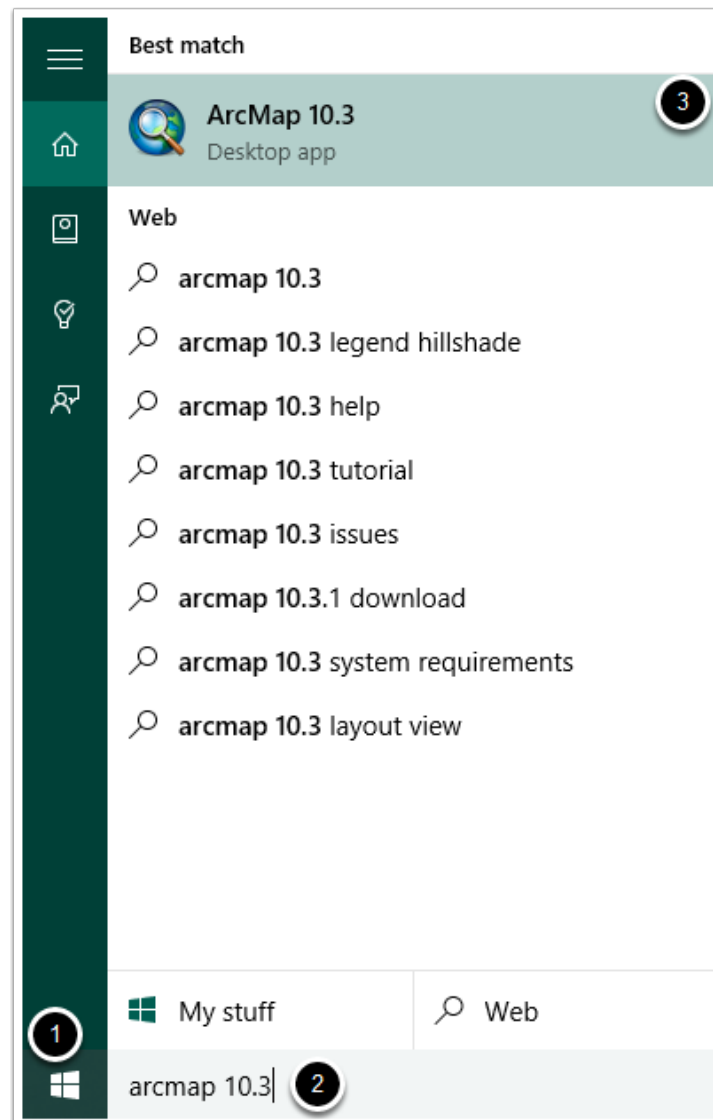 Best match
ArcMap 10.3
3
Desktop app
Web
arcmap 10.3
arcmap 10.3 legend hillshade
arcmap 10.3 help
arcmap 10.3 tutorial
arcmap 10.3 issues
arcmap 10.3.1 download
arcmap 10.3 system requirements
arcmap 10.3 layout view
My stuff
Web
1
arcmap 10.3
2